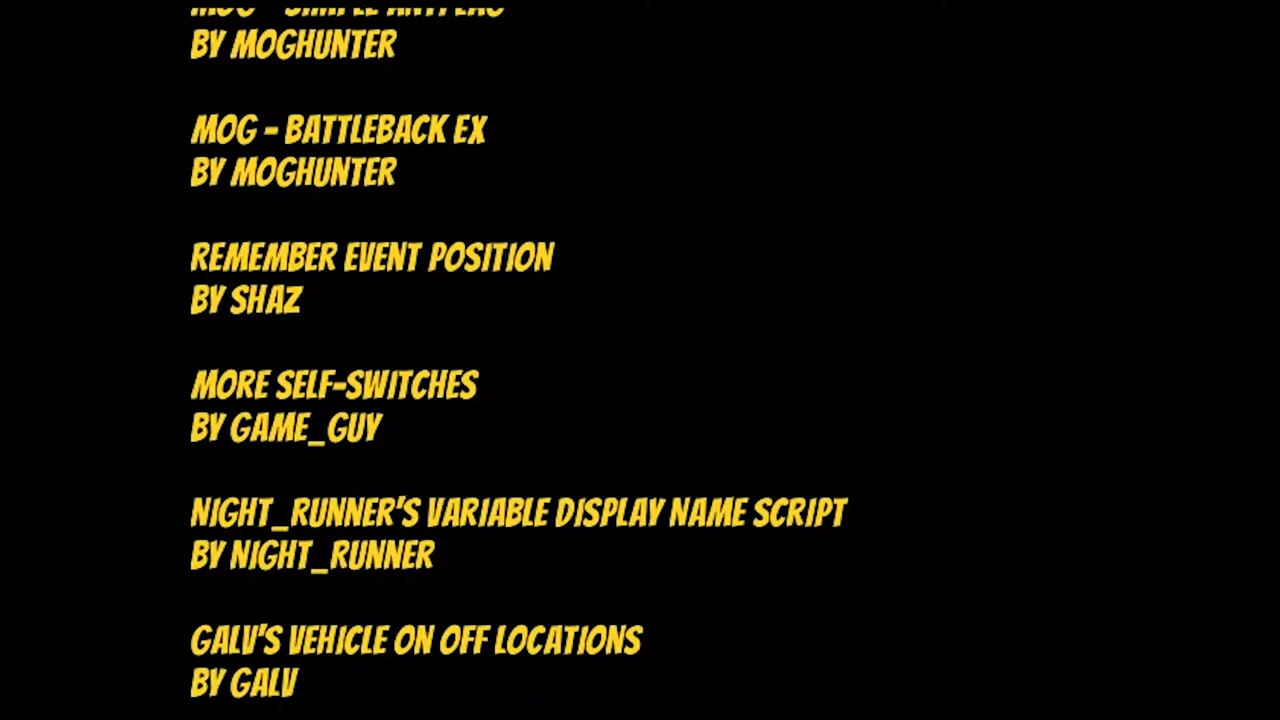 BY MOGHUNTER
MOG - BATTLEBACK EX
BY MOGHUNTER
REMEMBER EVENT POSITION
BY SHAZ
MORE SELF-SWITCHES
BY GAME_GUY
NIGHT_RUNNER'S VARIABLE DISPLAY NAME SCRIPT
BY NIGHT_RUNNER
GALV'S VEHICLE ON OFF LOCATIONS
BY GALV